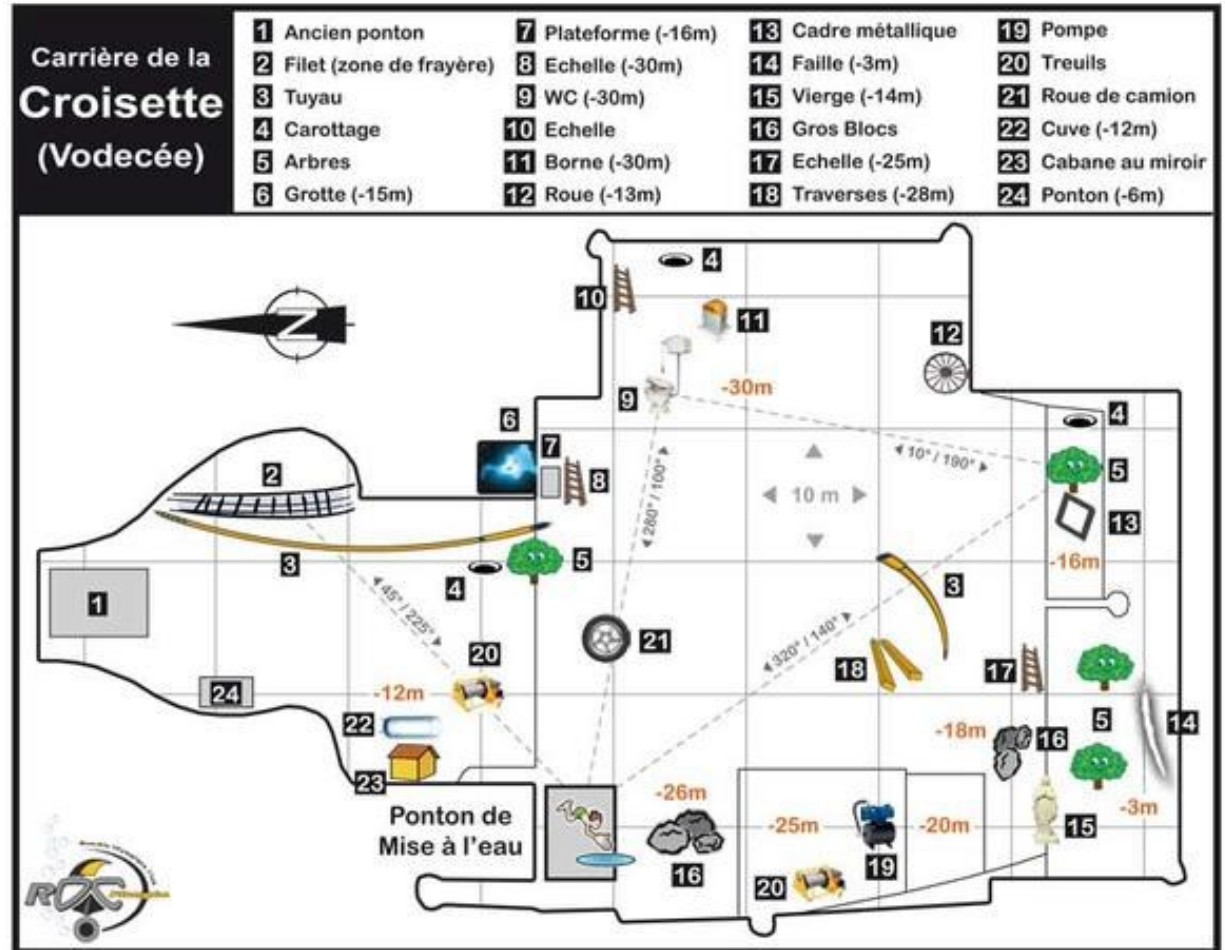 Carrière de la
Croisette
(Vodecée)
1 Ancien ponton
2 Filet (zone de frayère)
3 Tuyau
4 Carottage
5 Arbres
6 Grotte (-15m)
7 Plateforme (-16m)
8 Echelle (-30m)
9 WC (-30m)
10 Echelle
11 Borne (-30m)
12 Roue (-13m)
13 Cadre métallique
14 Faille (-3m)
15 Vierge (-14m)
16 Gros Blocs
17 Echelle (-25m)
18 Traverses (-28m)
19 Pompe
20 Treuils
21 Roue de camion
22 Cuve (-12m)
23 Cabane au miroir
24 Ponton (-6m)
4
10
11
N
12
9
-30m
4
6
7
10° / 190°
5
2
8
280° / 100°
10 m
13
3
5
-16m
4
1
45° / 225°
3
21
320° / 140°
20
18
17
24
-12m
5
14
22
-18m
16
23
Ponton de
Mise à l'eau
-26m
-25m
-20m
-3m
15
16
19
20
ROC